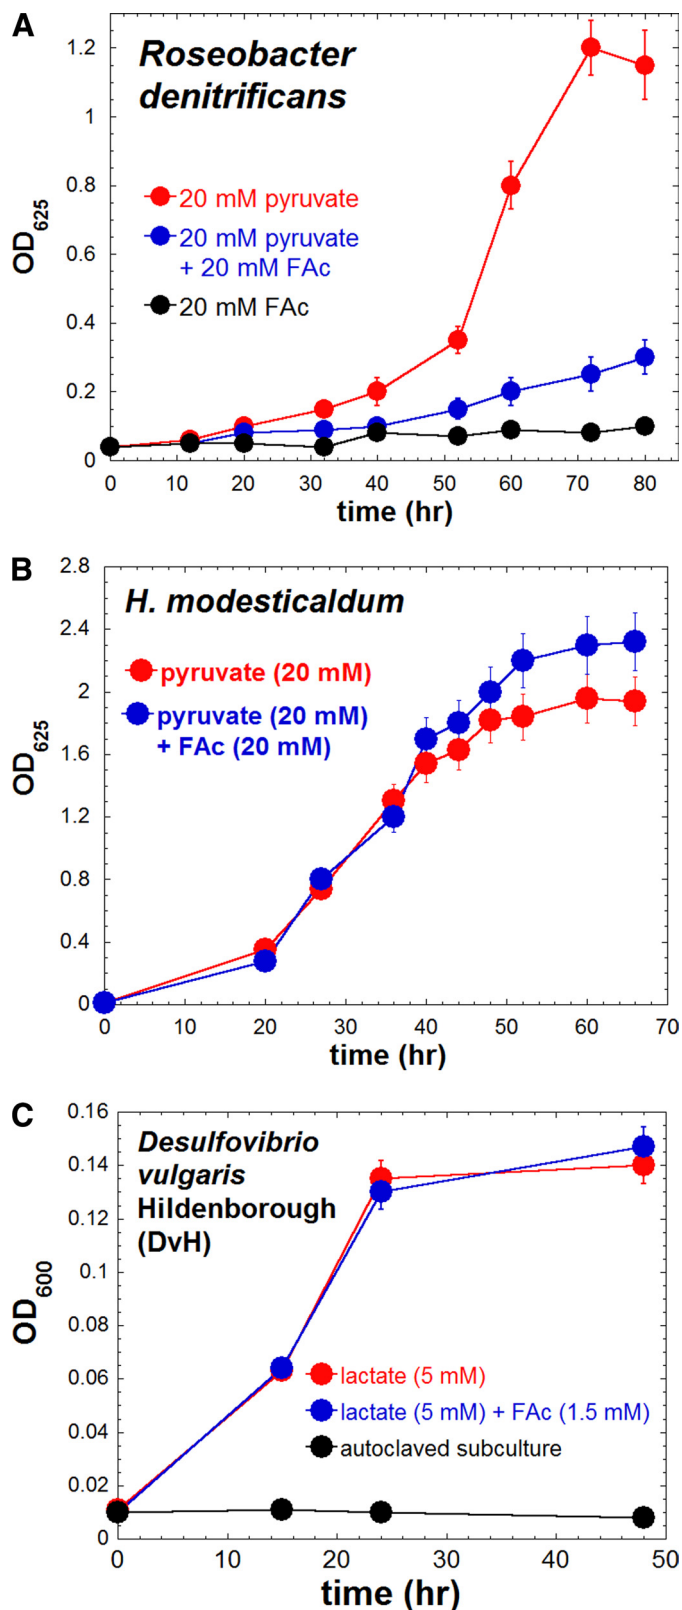 A
Roseobacter
denitrificans
20 mM pyruvate
20 mM pyruvate
+ 20 mM FAc
20 mM FAc
OD625
1.2
1
0.8
0.6
0.4
0.2
0
0 10 20 30 40 50 60 70 80
time (hr)
B
H. modesticaldum
pyruvate (20 mM)
pyruvate (20 mM)
+ FAc (20 mM)
OD625
2.8
2.4
2
1.6
1.2
0.8
0.4
0
0 10 20 30 40 50 60 70
time (hr)
C
Desulfovibrio
vulgaris
Hildenborough
(DvH)
OD600
0.16
0.14
0.12
0.1
0.08
0.06
0.04
0.02
0
lactate (5 mM)
lactate (5 mM) + FAc (1.5 mM)
autoclaved subculture
0 10 20 30 40 50
time (hr)